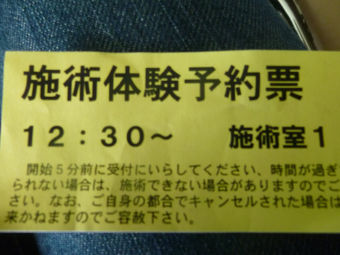 施術体験予約票
12：30～　施術室1
開始5分前に受付にいらしてください、時間が過ぎ
られない場合は、施術できない場合がありますのでご
さい。なお、ご自身の都合でキャンセルされた場合は
来かねますのでご容赦下さい。